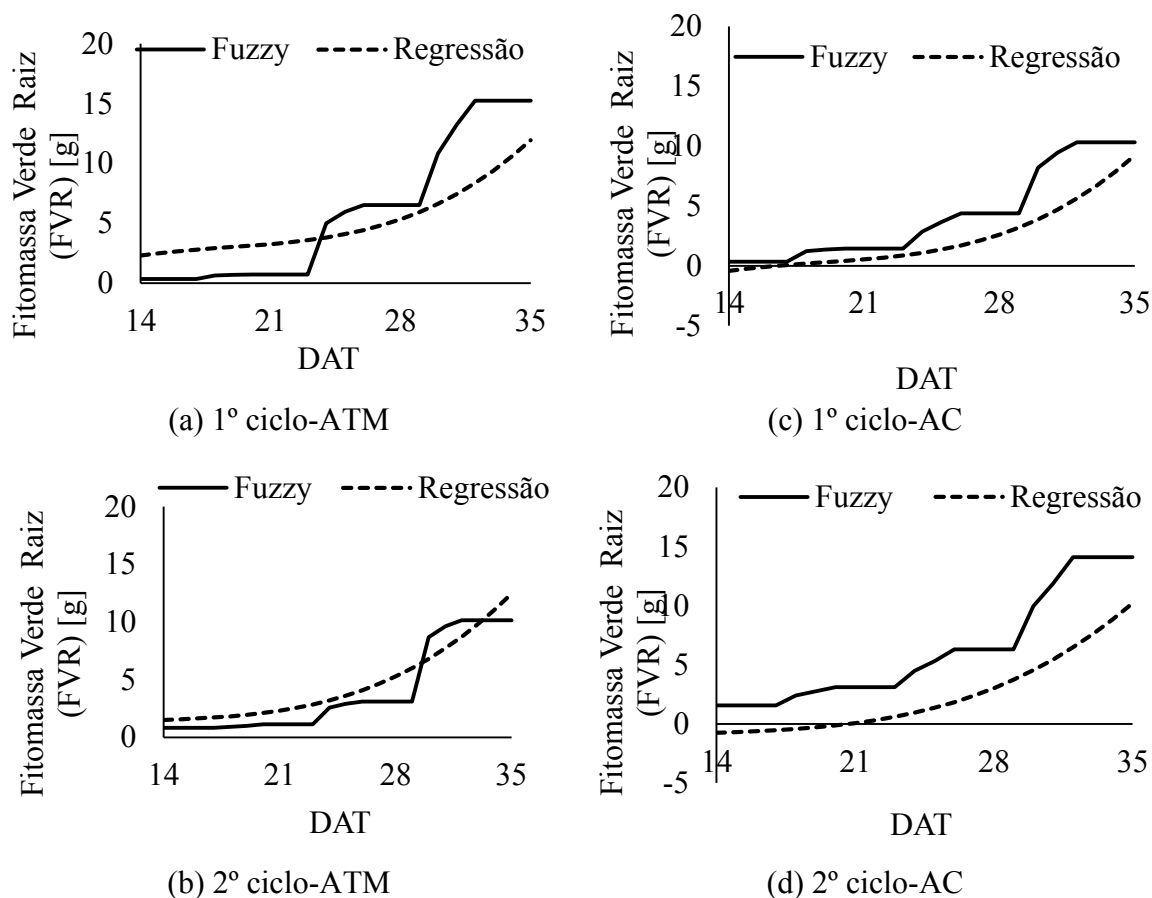 Fuzzy Regressão
Fitomassa Verde Raiz
(FVR) [g]
20
15
10
5
0
14 21 28 35
DAT
(a) 1º ciclo-ATM
Fuzzy Regressão
Fitomassa Verde Raiz
(FVR) [g]
20
15
10
5
0
-5
14 21 28 35
DAT
(c) 1º ciclo-AC
Fuzzy Regressão
Fitomassa Verde Raiz
(FVR) [g]
20
15
10
5
0
14 21 28 35
DAT
(b) 2º ciclo-ATM
Fuzzy Regressão
Fitomassa Verde Raiz
(FVR) [g]
20
15
10
5
0
-5
14 21 28 35
DAT
(d) 2º ciclo-AC